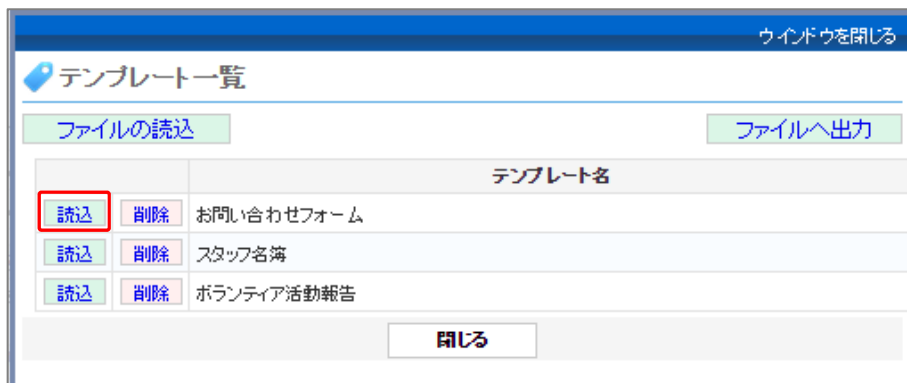 ウインドウを閉じる
テンプレート一覧
ファイルの読込 ファイルへ出力
テンプレート名
読込 削除 お問い合わせフォーム
読込 削除 スタッフ名簿
読込 削除 ボランティア活動報告
閉じる